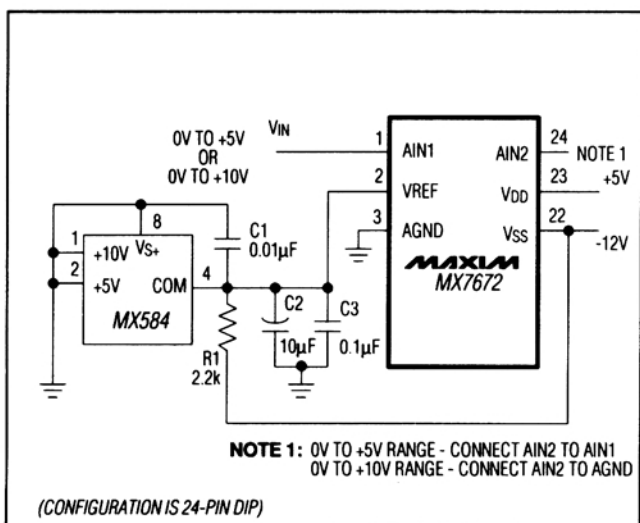 0V TO +5V
OR
0V TO +10V
VIN
1
AIN1
AIN2
24
NOTE 1
2
VREF
VDD
23
+5V
3
AGND
VSS
22
-12V
MAXIM
MX7672
8
VS+
1
+10V
2
+5V
COM
4
MX584
C1
0.01µF
C2
10µF
C3
0.1µF
R1
2.2k
NOTE 1: 0V TO +5V RANGE - CONNECT AIN2 TO AIN1
0V TO +10V RANGE - CONNECT AIN2 TO AGND
(CONFIGURATION IS 24-PIN DIP)